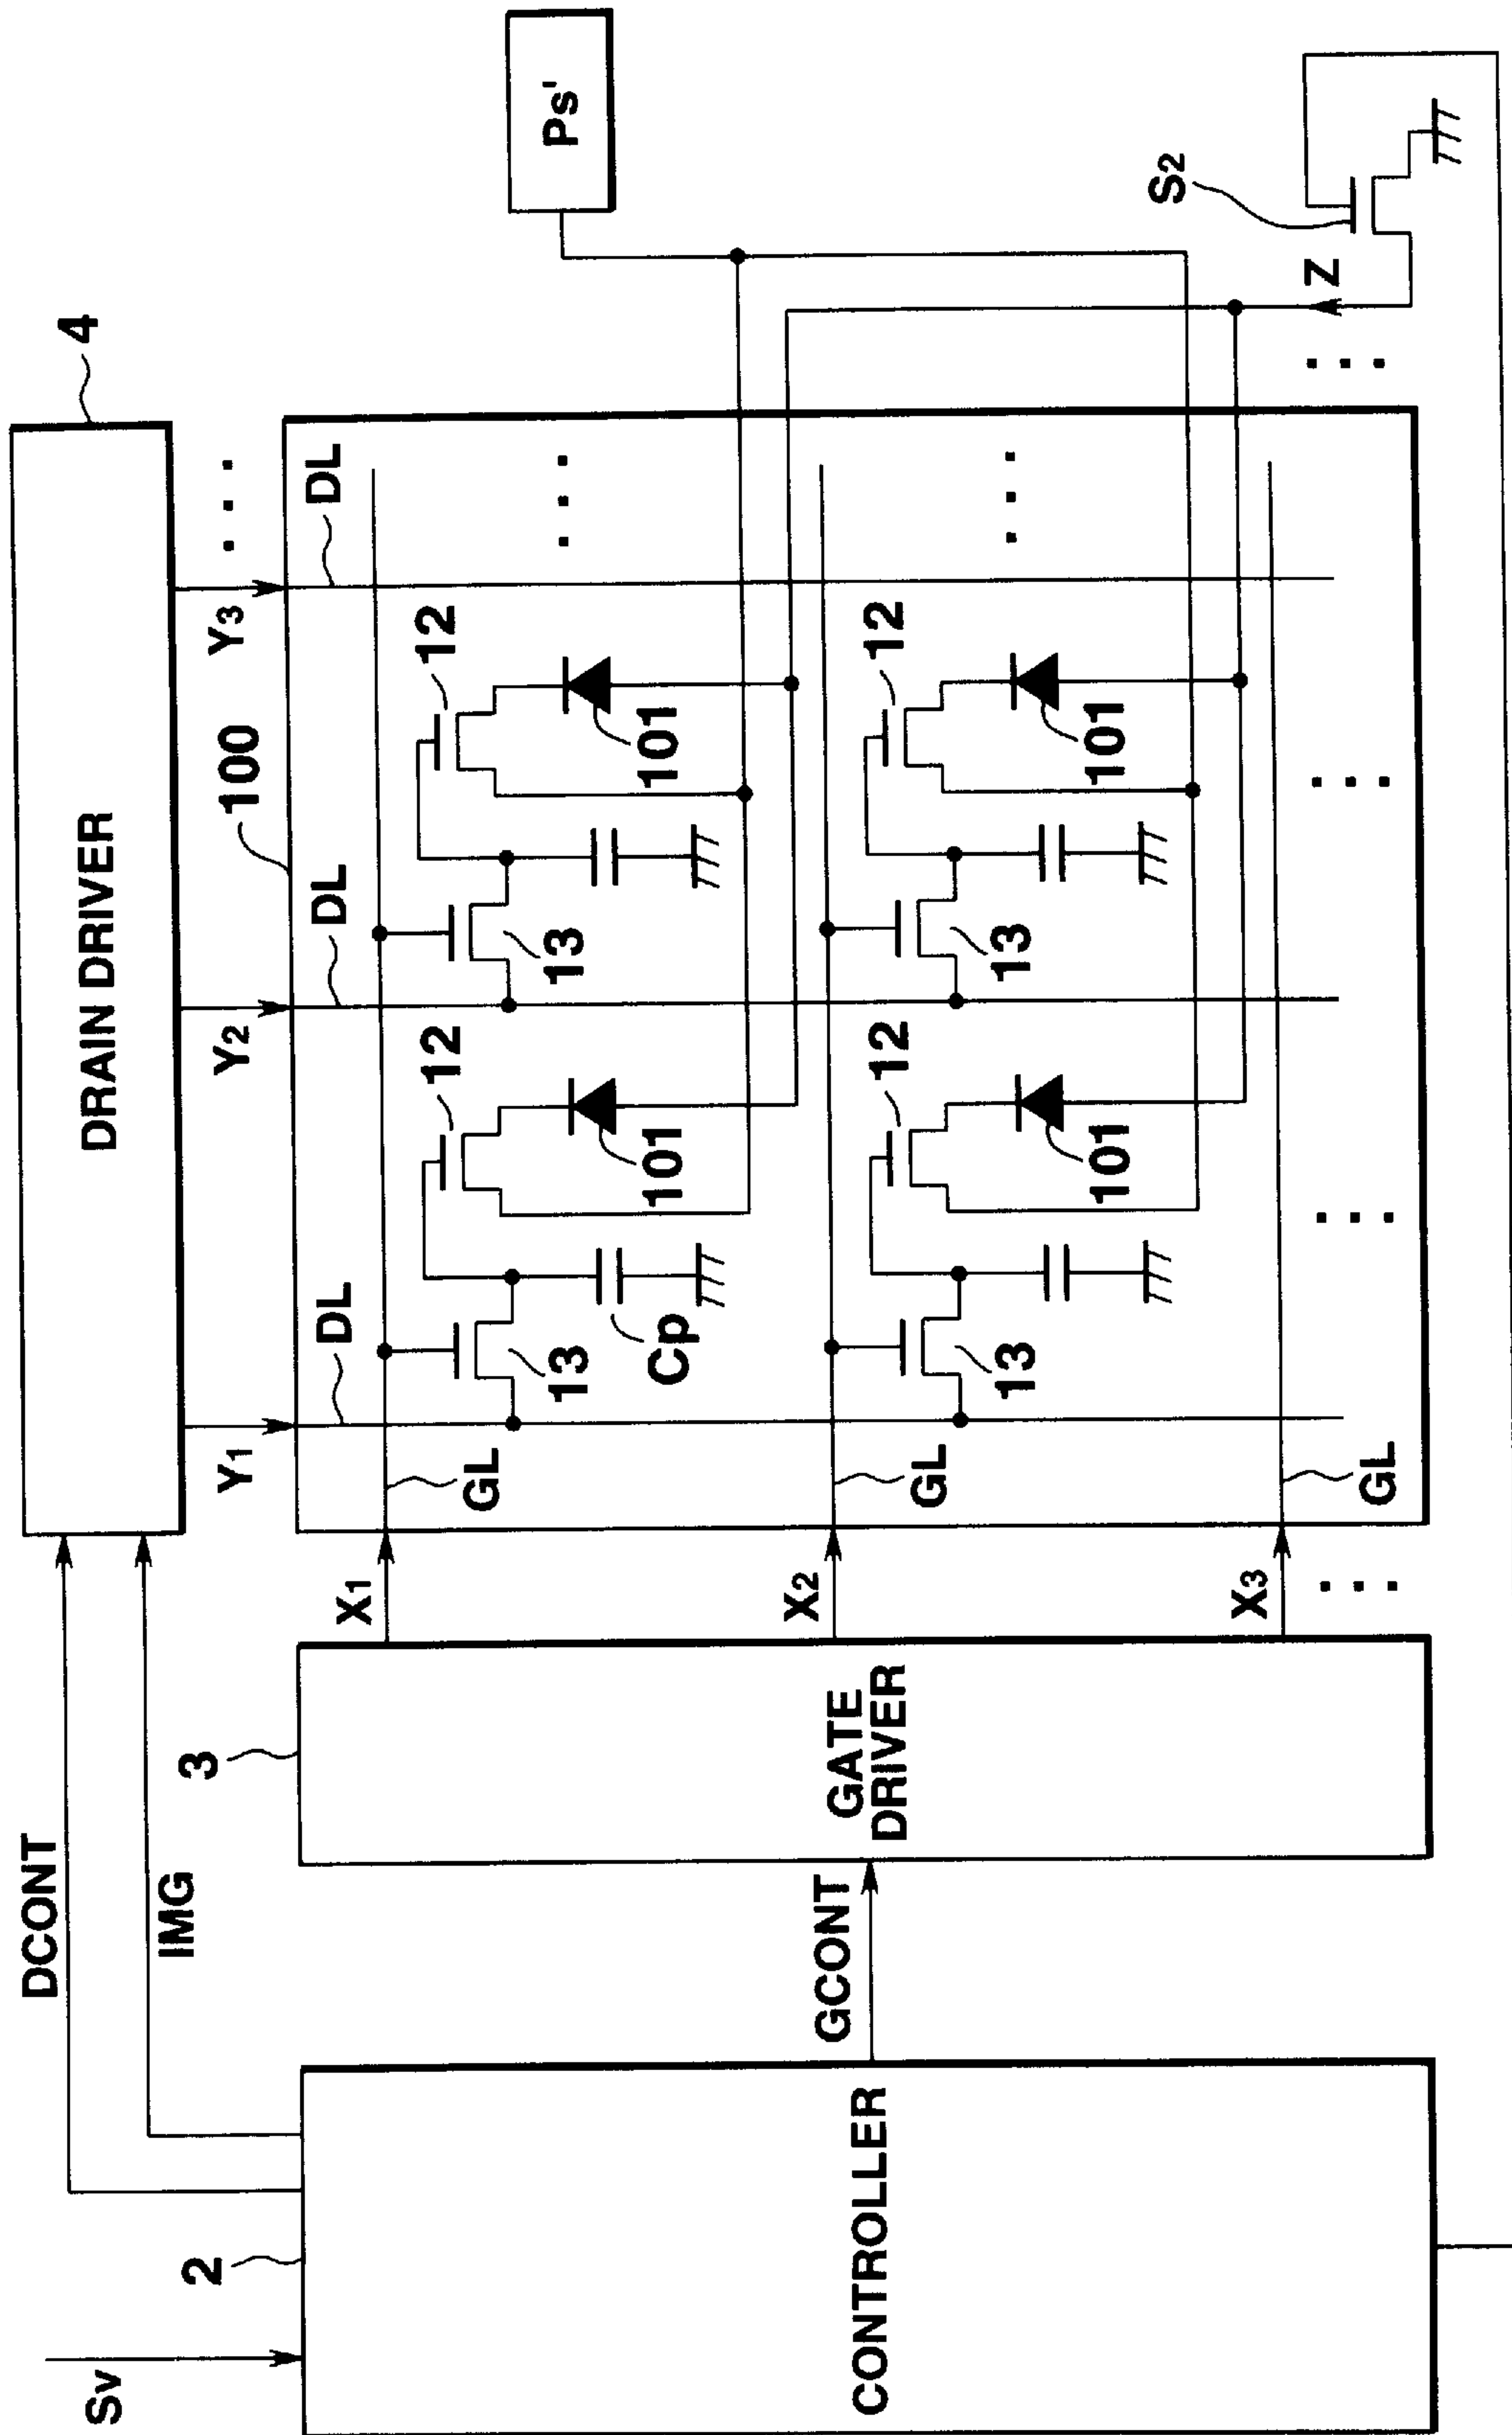 Sv
2
CONTROLLER
DCONT
IMG
GCONT
3
GATE
DRIVER
DRAIN DRIVER
4
X1
X2
X3
Y1
Y2
Y3
100
DL
DL
DL
GL
GL
GL
12
12
13
13
101
101
Cp
12
12
13
13
101
101
Ps'
Z
S2